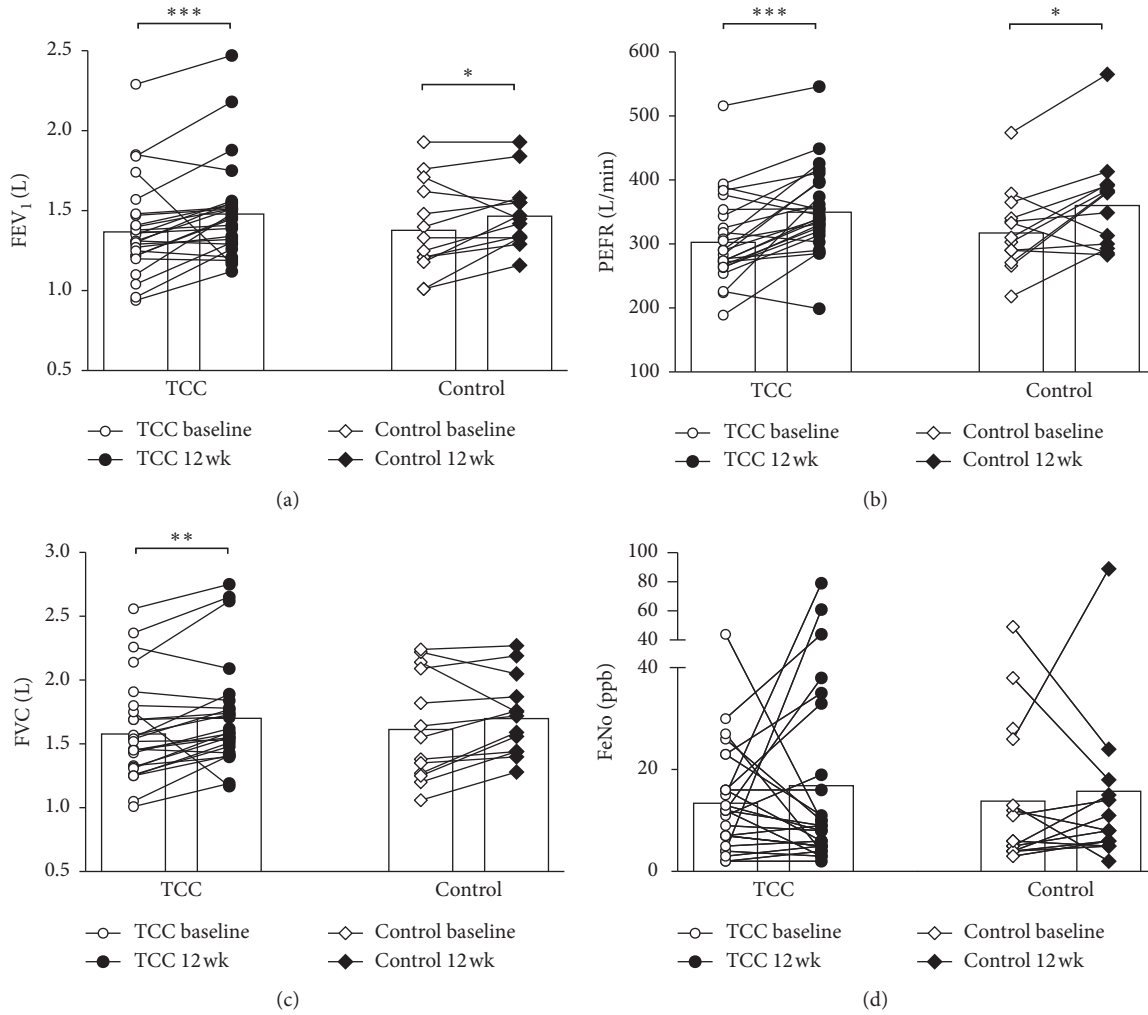 ***
*
2.5
2.0
1.5
1.0
0.5
FEV1 (L)
TCC Control
TCC baseline Control baseline
TCC 12 wk Control 12 wk
(a)
*** *
600
500
400
300
200
100
PEFR (L/min)
TCC Control
TCC baseline Control baseline
TCC 12 wk Control 12 wk
(b)
**
3.0
2.5
2.0
1.5
1.0
0.5
FVC (L)
TCC Control
TCC baseline Control baseline
TCC 12 wk Control 12 wk
(c)
100
80
60
40
40
20
0
FeNo (ppb)
TCC Control
TCC baseline Control baseline
TCC 12 wk Control 12 wk
(d)